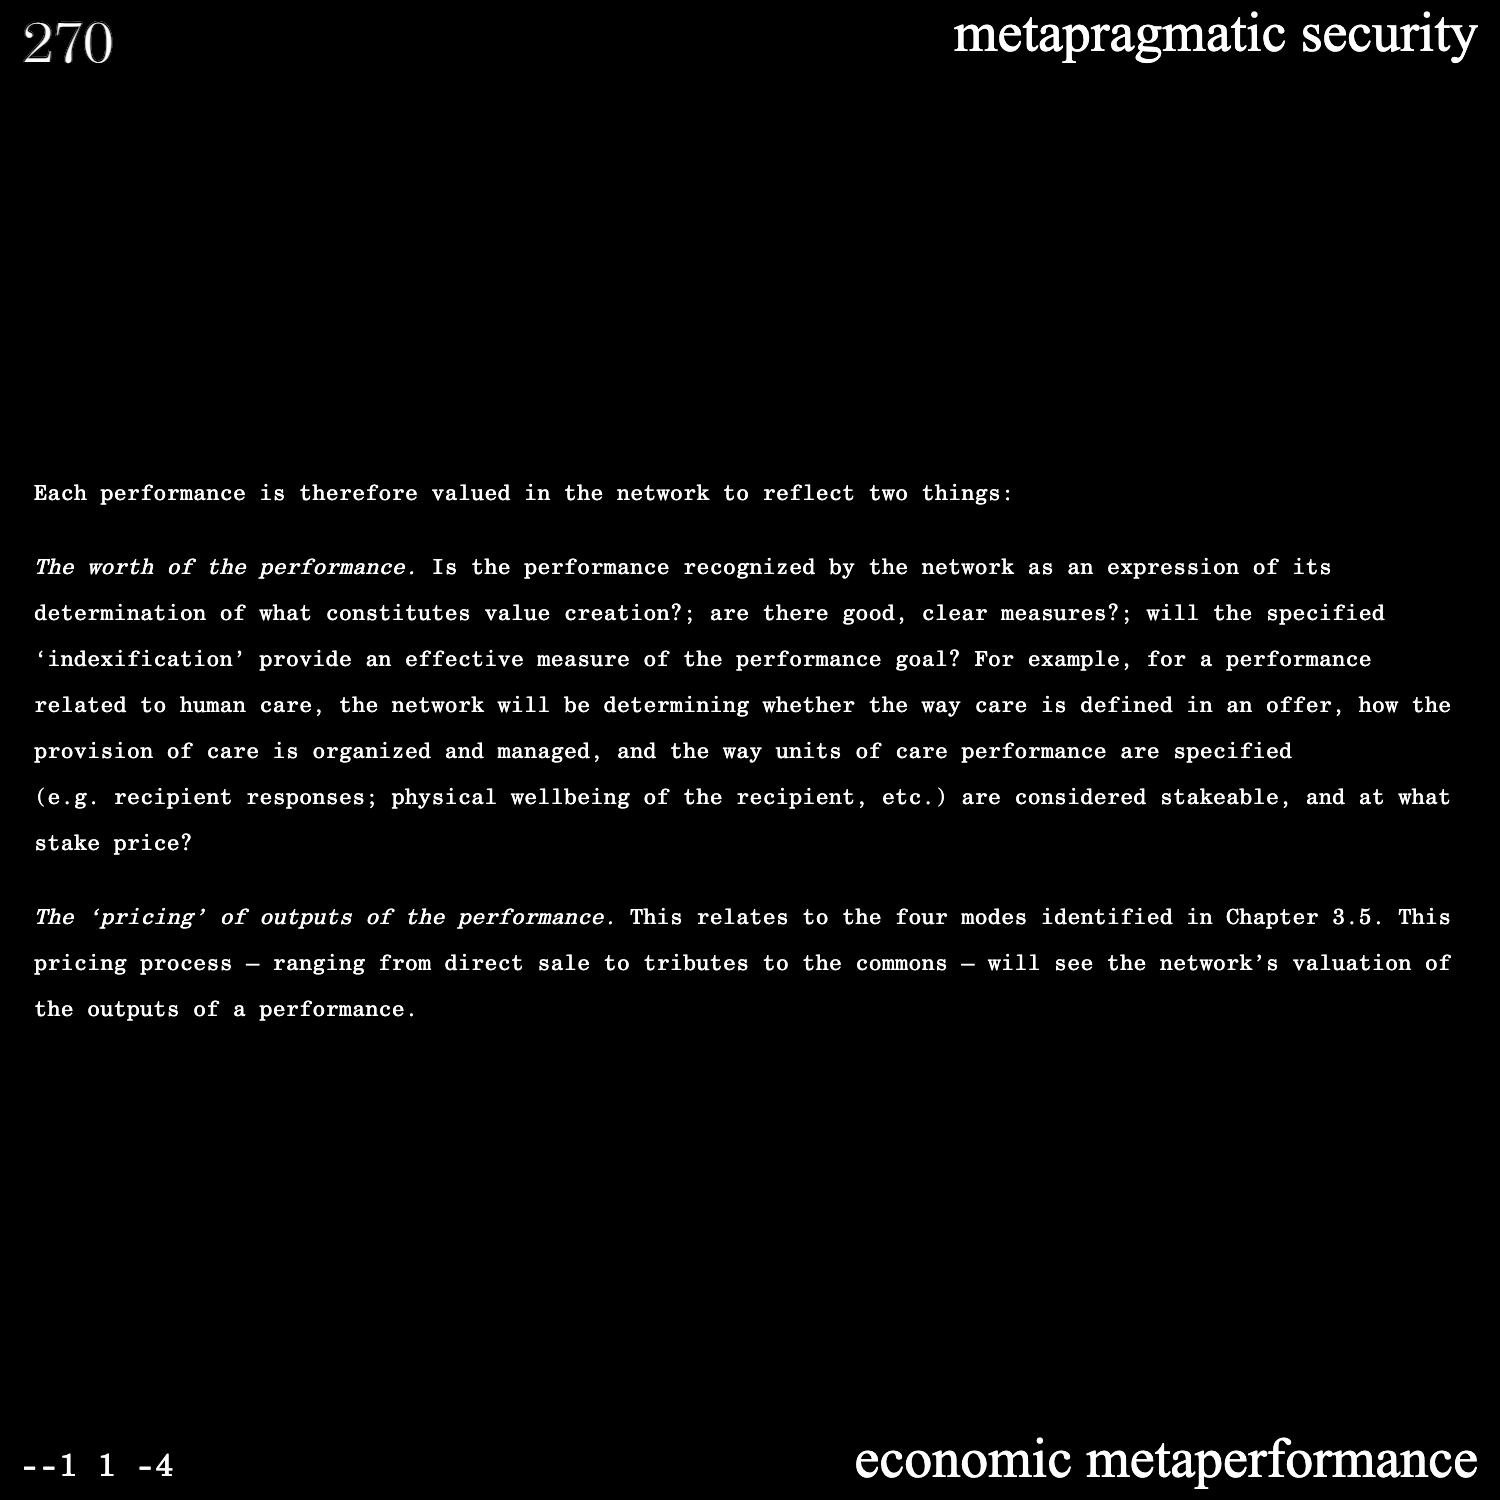 270
metapragmatic security
Each performance is therefore valued in the network to reflect two things:
The worth of the performance. Is the performance recognized by the network as an expression of its
determination of what constitutes value creation?; are there good, clear measures?; will the specified
‘indexification’ provide an effective measure of the performance goal? For example, for a performance
related to human care, the network will be determining whether the way care is defined in an offer, how the
provision of care is organized and managed, and the way units of care performance are specified
(e.g. recipient responses; physical wellbeing of the recipient, etc.) are considered stakeable, and at what
stake price?
The ‘pricing’ of outputs of the performance. This relates to the four modes identified in Chapter 3.5. This
pricing process – ranging from direct sale to tributes to the commons – will see the network’s valuation of
the outputs of a performance.
--1 1 -4
economic metaperformance